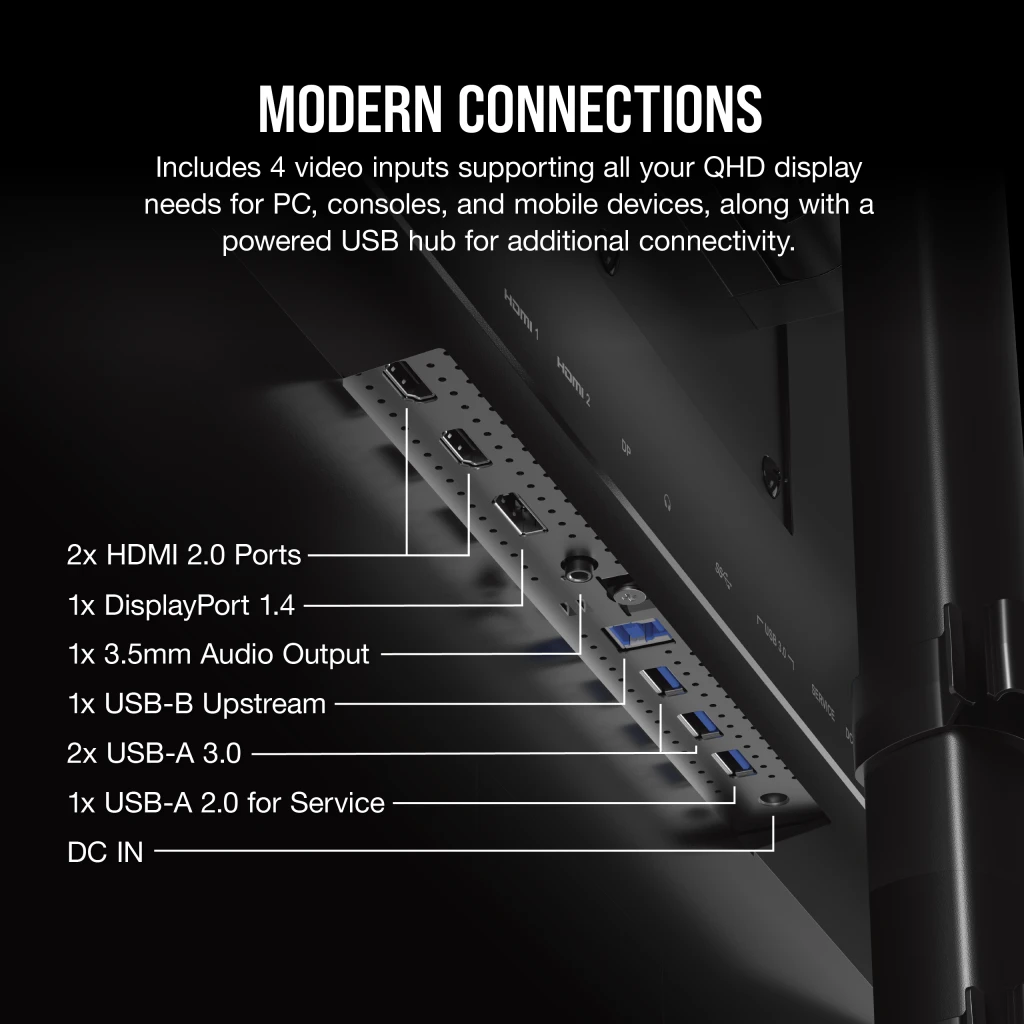 MODERN CONNECTIONS
Includes 4 video inputs supporting all your QHD display
needs for PC, consoles, and mobile devices, along with a
powered USB hub for additional connectivity.
HDMI 1
HDMI 2
DP
SS
USB 3.0
SERVICE
DC
2x HDMI 2.0 Ports
1x DisplayPort 1.4
1x 3.5mm Audio Output
1x USB-B Upstream
2x USB-A 3.0
1x USB-A 2.0 for Service
DC IN